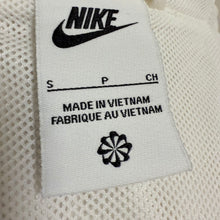 NIKE
S P CH
MADE IN VIETNAM
FABRIQUE AU VIETNAM